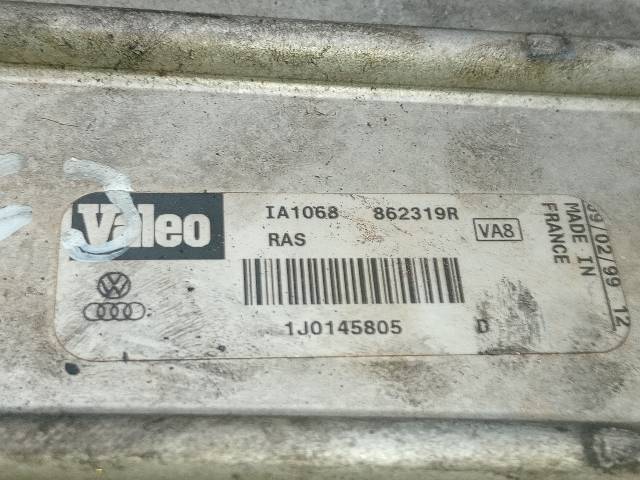 Valeo
IA1068 862319R
RAS
VA8
1J0145805 D
MADE IN
FRANCE
09/02/99 12